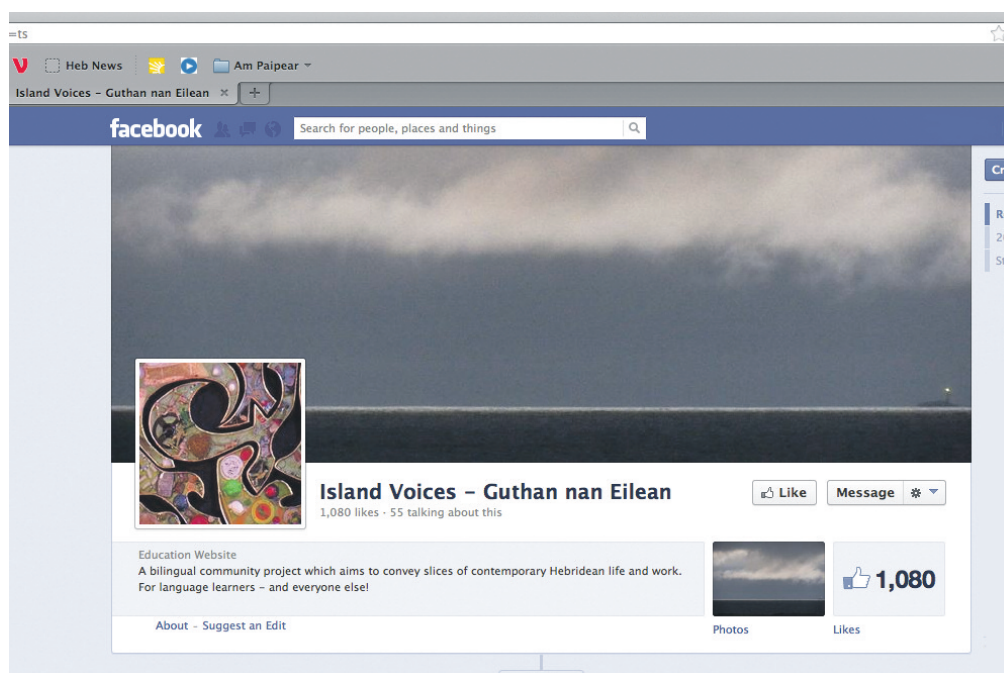 =ts
Heb News Am Paipear
Island Voices – Guthan nan Eilean
facebook Search for people, places and things
Cr
R
20
St
Island Voices – Guthan nan Eilean
1,080 likes · 55 talking about this
Like Message
Education Website
A bilingual community project which aims to convey slices of contemporary Hebridean life and work.
For language learners – and everyone else!
1,080
About – Suggest an Edit
Photos Likes